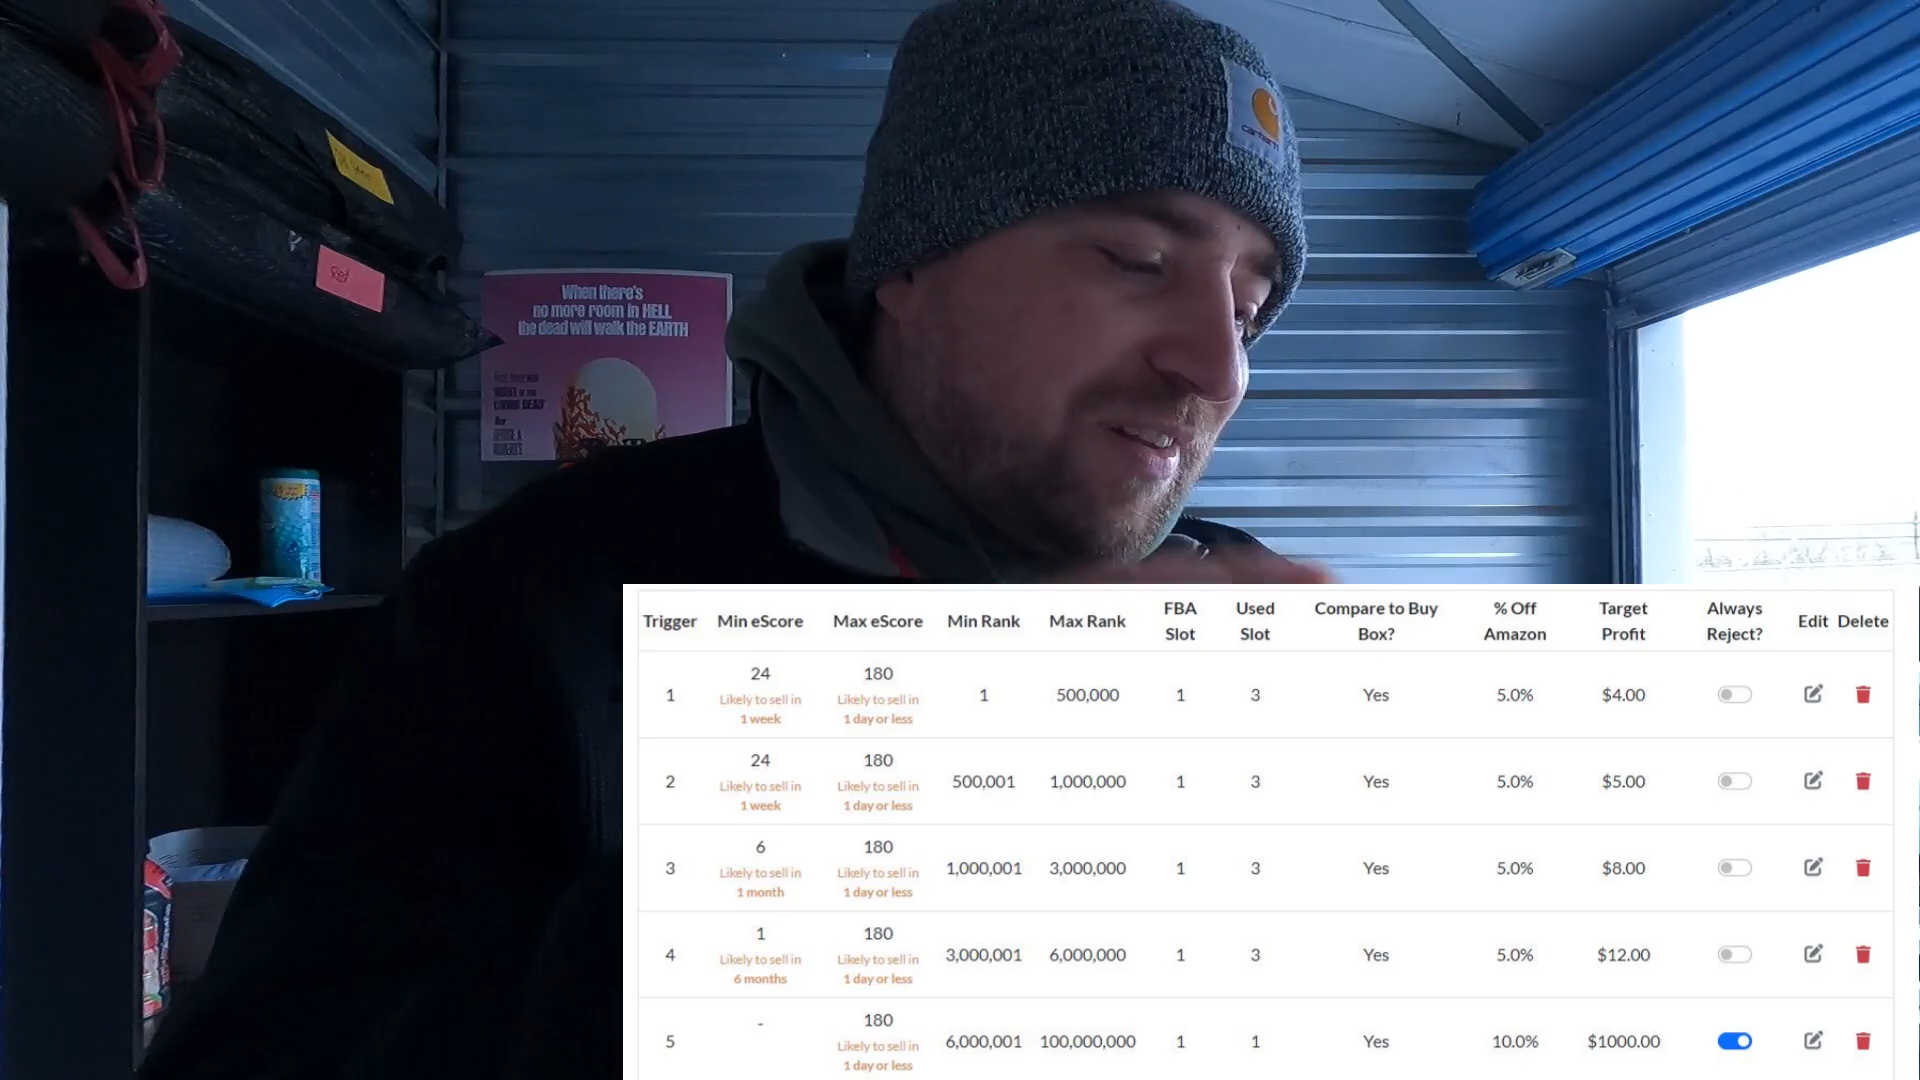 carhartt
Red
When there's
no more room in HELL
the dead will walk the EARTH
Trigger Min eScore Max eScore Min Rank Max Rank FBA Slot Used Slot Compare to Buy Box? % Off Amazon Target Profit Always Reject? Edit Delete
1 24 Likely to sell in 1 week 180 Likely to sell in 1 day or less 1 500,000 1 3 Yes 5.0% $4.00
2 24 Likely to sell in 1 week 180 Likely to sell in 1 day or less 500,001 1,000,000 1 3 Yes 5.0% $5.00
3 6 Likely to sell in 1 month 180 Likely to sell in 1 day or less 1,000,001 3,000,000 1 3 Yes 5.0% $8.00
4 1 Likely to sell in 6 months 180 Likely to sell in 1 day or less 3,000,001 6,000,000 1 3 Yes 5.0% $12.00
5 - 180 Likely to sell in 1 day or less 6,000,001 100,000,000 1 1 Yes 10.0% $1000.00